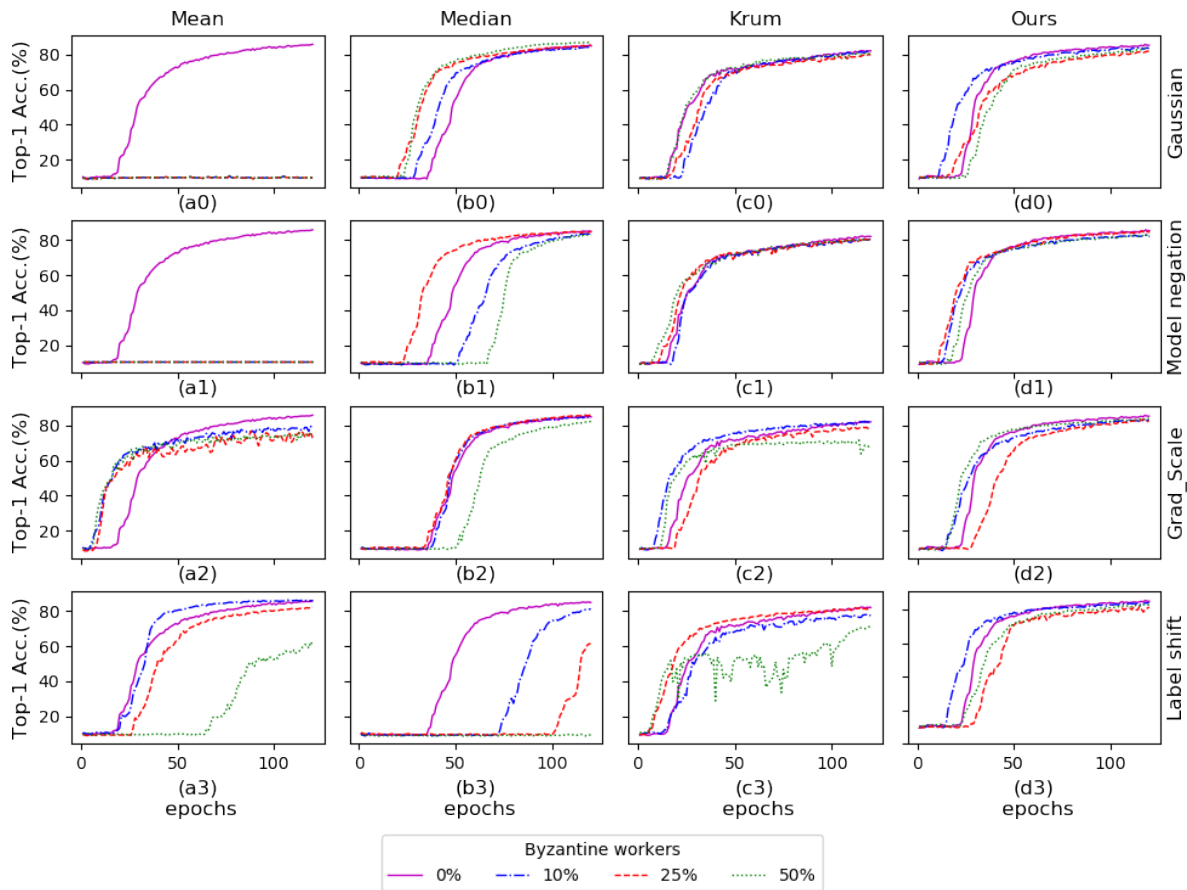 Mean Median Krum Ours
Top-1 Acc.(%)
80
60
40
20
Gaussian
(a0) (b0) (c0) (d0)
Top-1 Acc.(%)
80
60
40
20
Model negation
(a1) (b1) (c1) (d1)
Top-1 Acc.(%)
80
60
40
20
Grad_Scale
(a2) (b2) (c2) (d2)
Top-1 Acc.(%)
80
60
40
20
Label shift
0 50 100 0 50 100 0 50 100 0 50 100
(a3) (b3) (c3) (d3)
epochs epochs epochs epochs
Byzantine workers
0% 10% 25% 50%